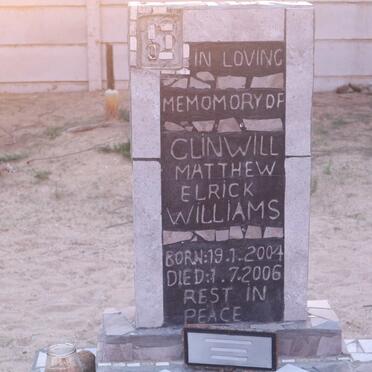 IN LOVING
MEMOMORY OF
CLINWILL
MATTHEW
ELRICK
WILLIAMS
BORN:19.1.2004
DIED:1.7.2006
REST IN
PEACE